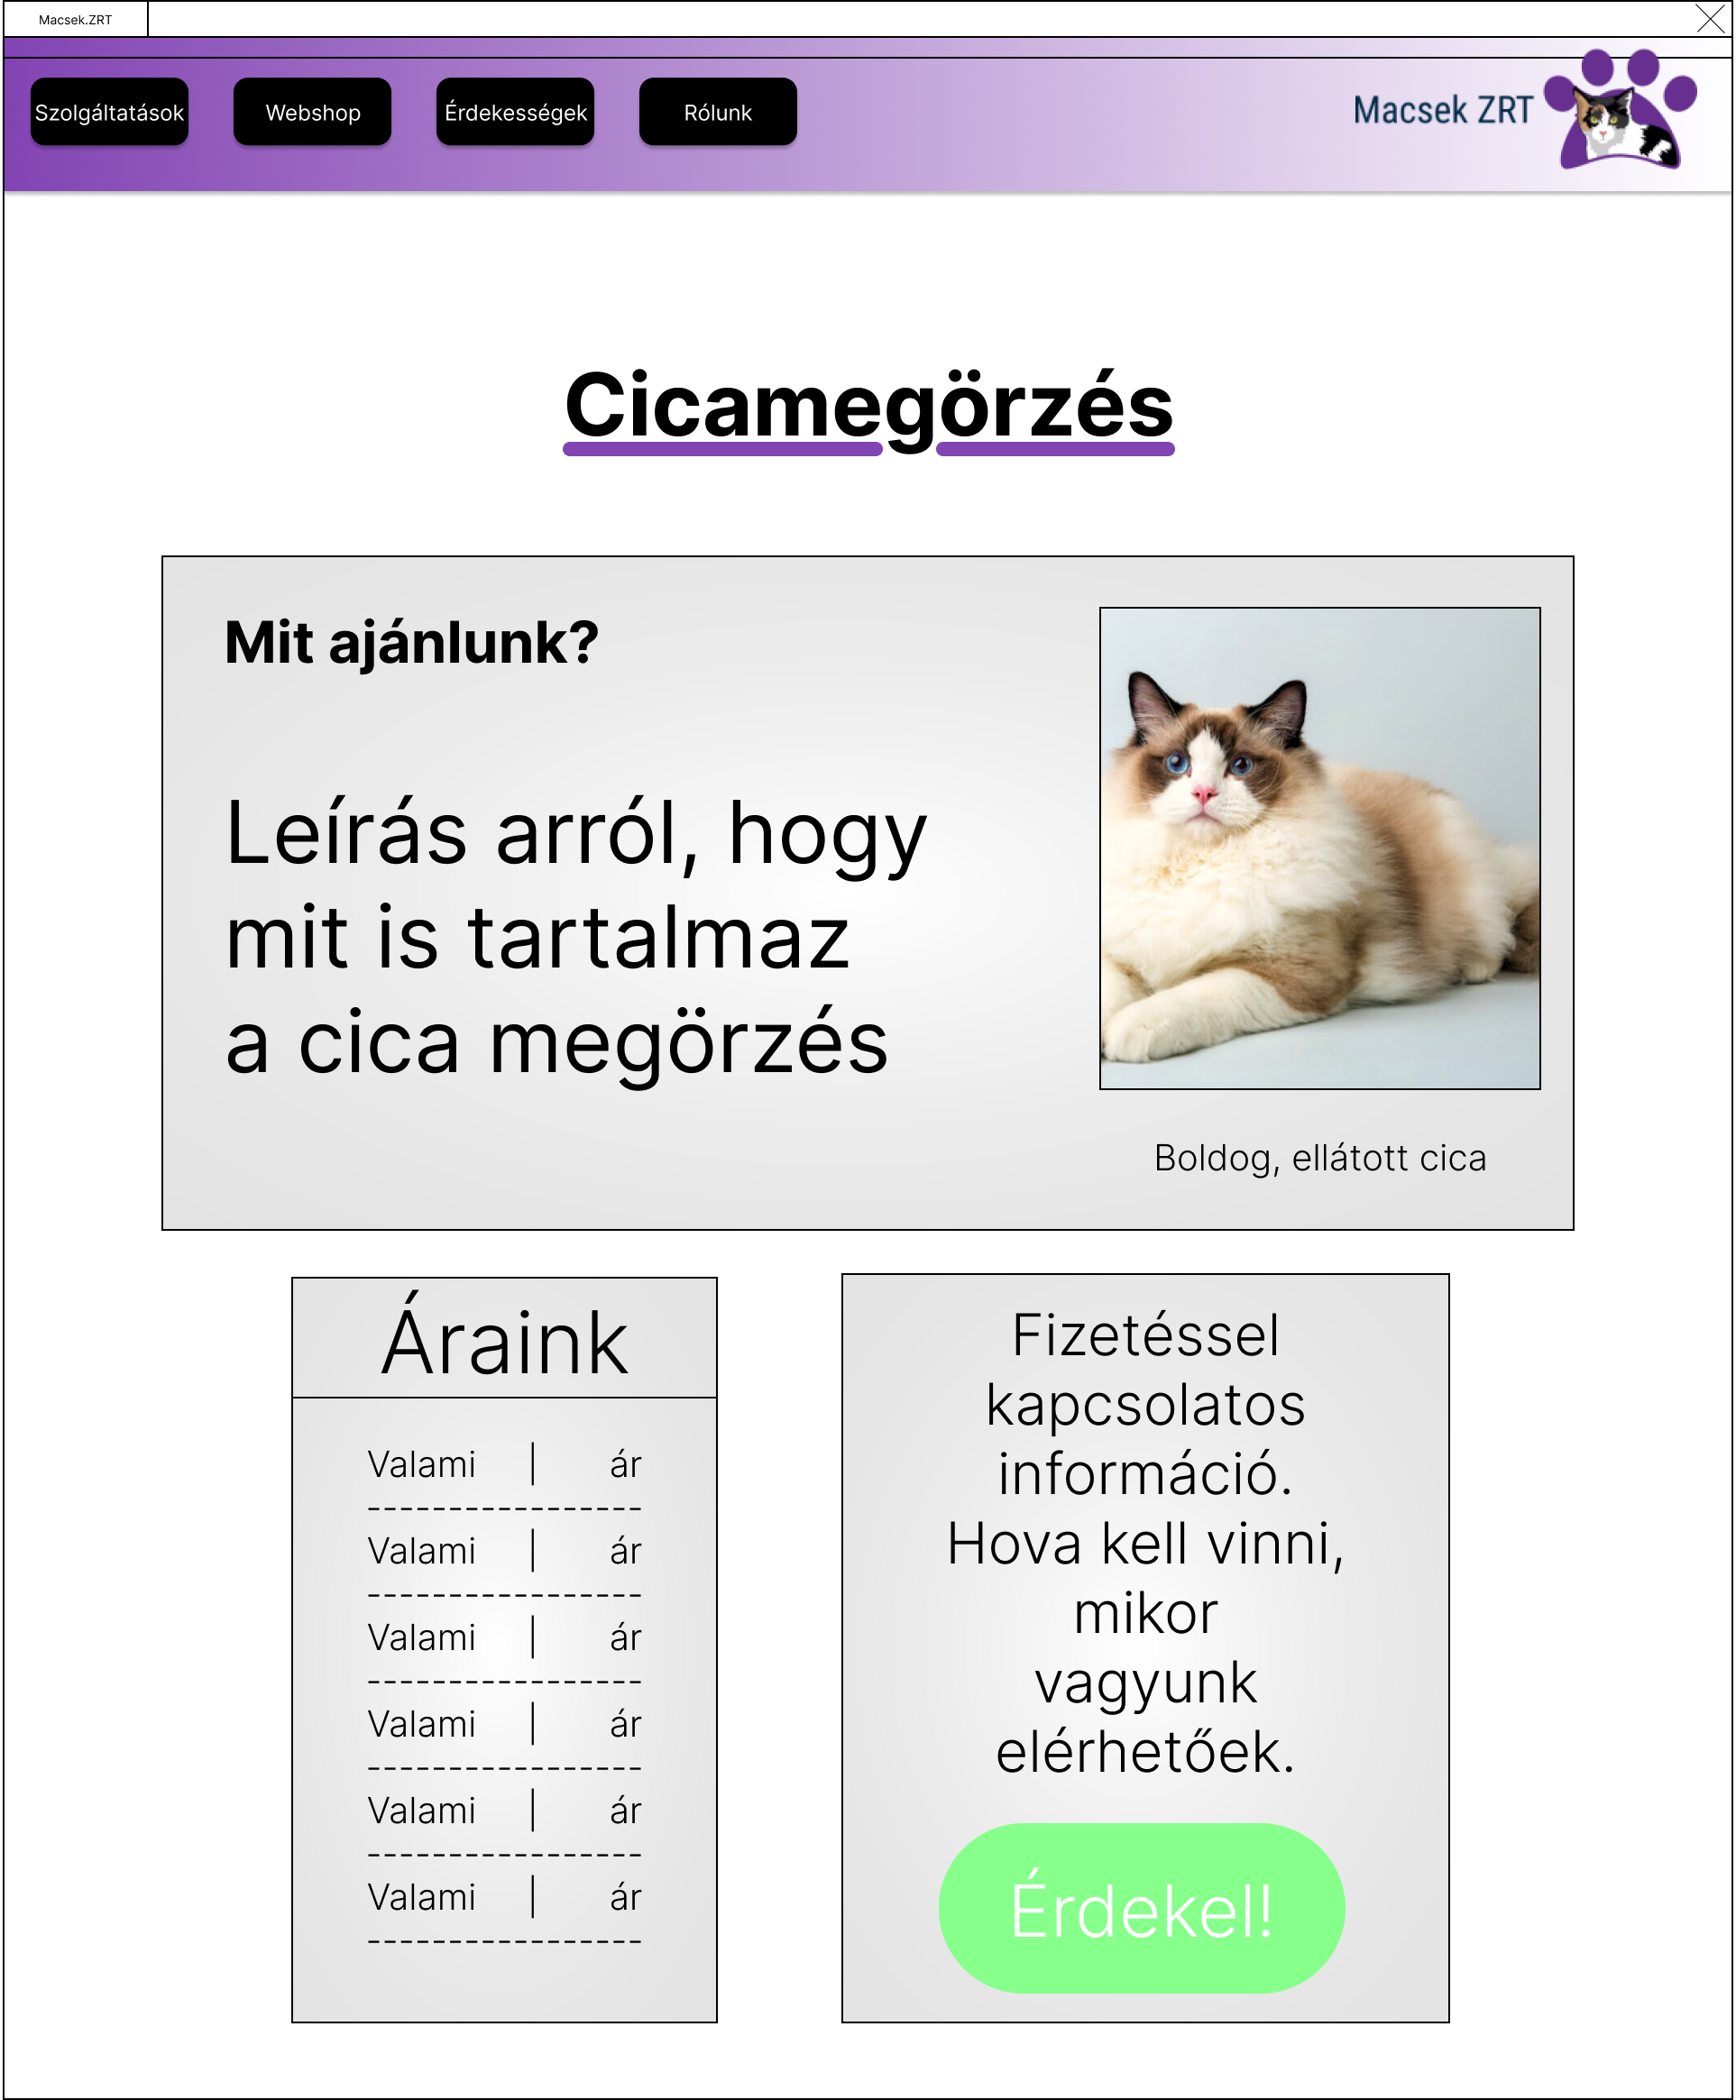 Macsek.ZRT
Szolgáltatások
Webshop
Érdekességek
Rólunk
Macsek ZRT
Cicamegörzés
Mit ajánlunk?
Leírás arról, hogy
mit is tartalmaz
a cica megörzés
Boldog, ellátott cica
Áraink
Valami | ár
-----------------
Valami | ár
-----------------
Valami | ár
-----------------
Valami | ár
-----------------
Valami | ár
-----------------
Valami | ár
-----------------
Fizetéssel
kapcsolatos
információ.
Hova kell vinni,
mikor
vagyunk
elérhetőek.
Érdekel!